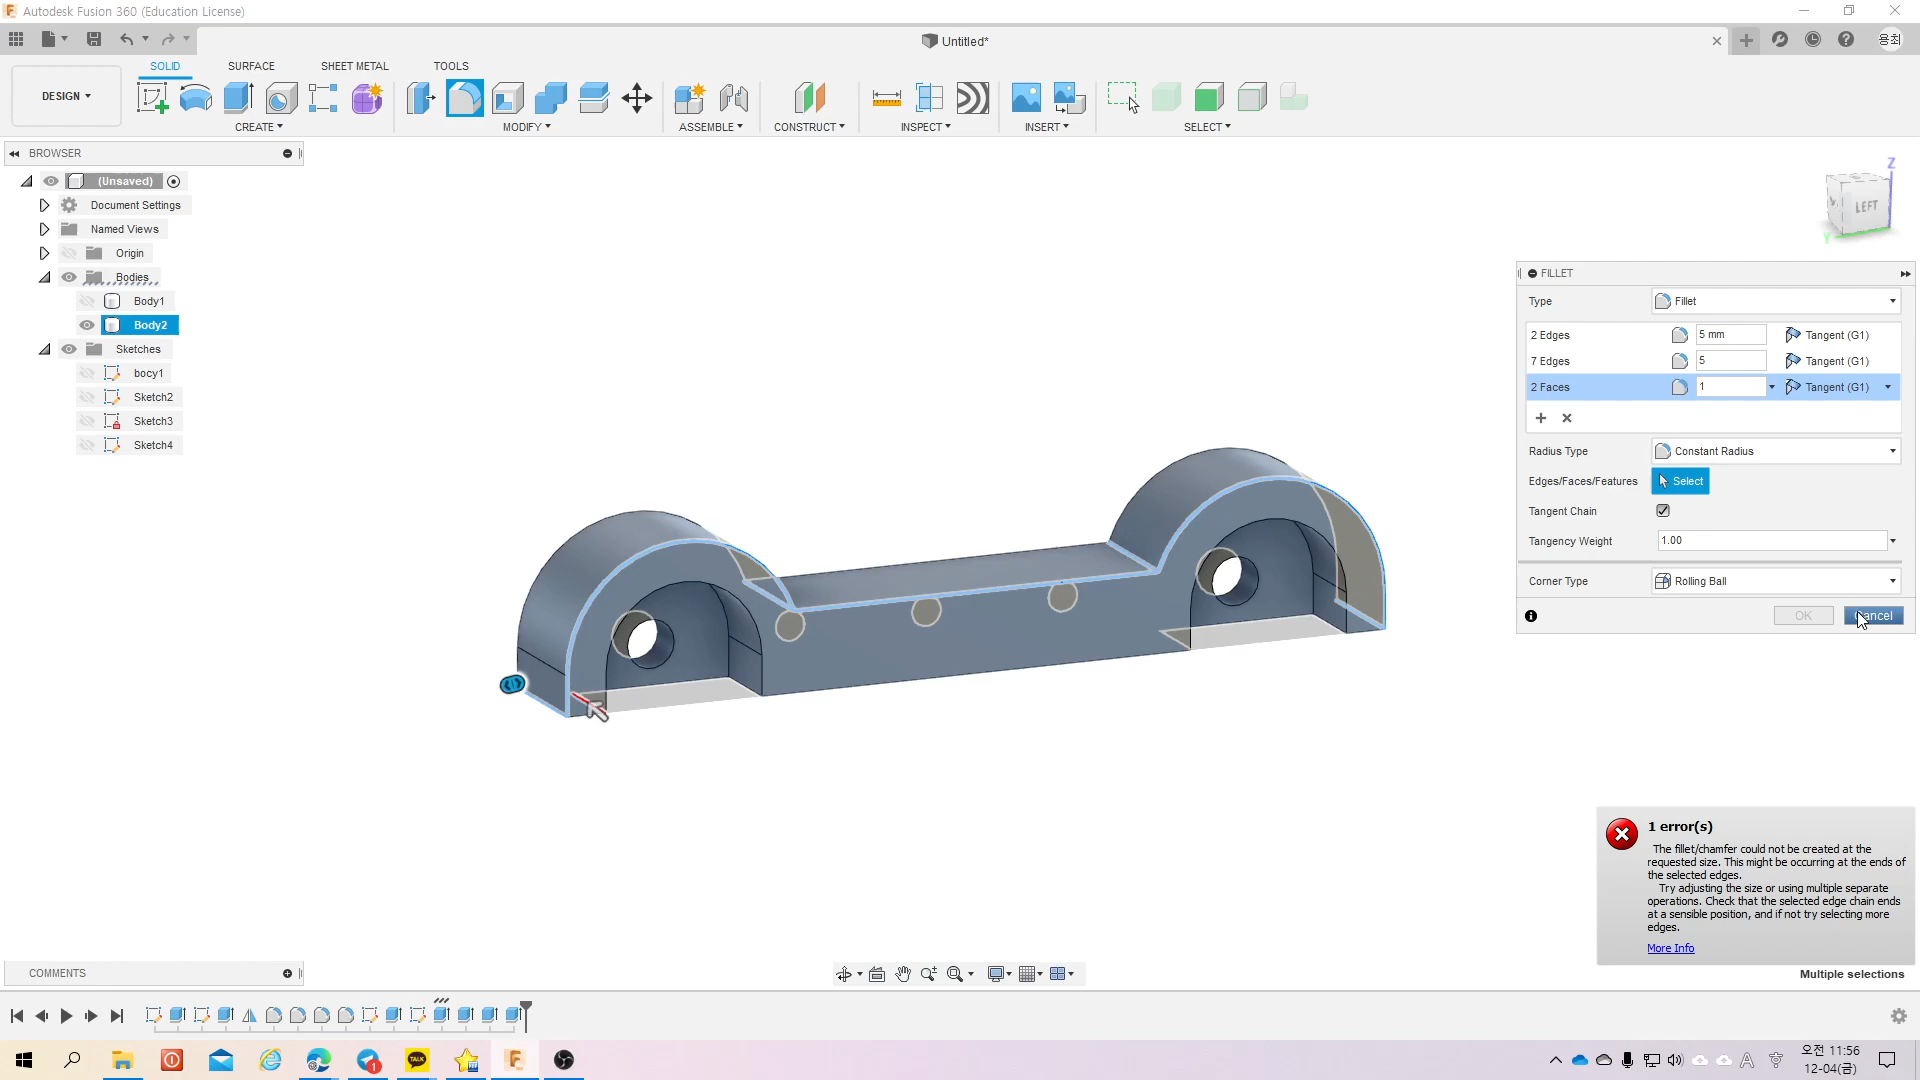 Autodesk Fusion 360 (Education License)
Untitled*
용최
SOLID
SURFACE
SHEET METAL
TOOLS
DESIGN
CREATE
MODIFY
ASSEMBLE
CONSTRUCT
INSPECT
INSERT
SELECT
BROWSER
(Unsaved)
Document Settings
Named Views
Origin
Bodies
Body1
Body2
Sketches
bocy1
Sketch2
Sketch3
Sketch4
Z
LEFT
Y
FILLET
Type
Fillet
2 Edges
5 mm
Tangent (G1)
7 Edges
5
Tangent (G1)
2 Faces
1
Tangent (G1)
Radius Type
Constant Radius
Edges/Faces/Features
Select
Tangent Chain
Tangency Weight
1.00
Corner Type
Rolling Ball
OK
Cancel
1 error(s)
The fillet/chamfer could not be created at the
requested size. This might be occurring at the ends of
the selected edges.
Try adjusting the size or using multiple separate
operations. Check that the selected edge chain ends
at a sensible position, and if not try selecting more
edges.
More Info
Multiple selections
COMMENTS
TALK
1
A
오전 11:56
12-04(금)